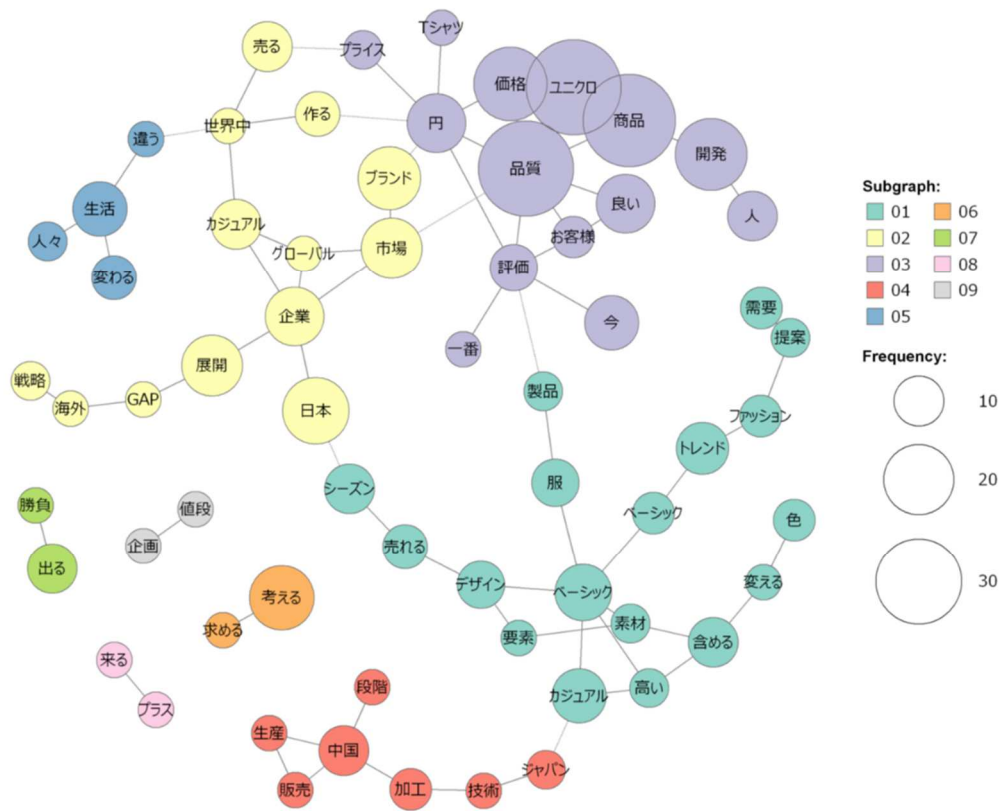 Tシャツ
売る
プライス
価格
ユニクロ
作る
商品
世界中
円
違う
開発
品質
ブランド
生活
良い
人
カジュアル
人々
お客様
グローバル
市場
変わる
評価
需要
企業
今
提案
一番
展開
戦略
製品
GAP
海外
日本
ファッション
トレンド
服
シーズン
勝負
値段
ベーシック
色
企画
売れる
出る
デザイン
変える
ベーシック
考える
素材
求める
要素
含める
来る
段階
高い
カジュアル
プラス
生産
中国
ジャパン
販売
加工
技術
Subgraph:
01
06
02
07
03
08
04
09
05
Frequency:
10
20
30